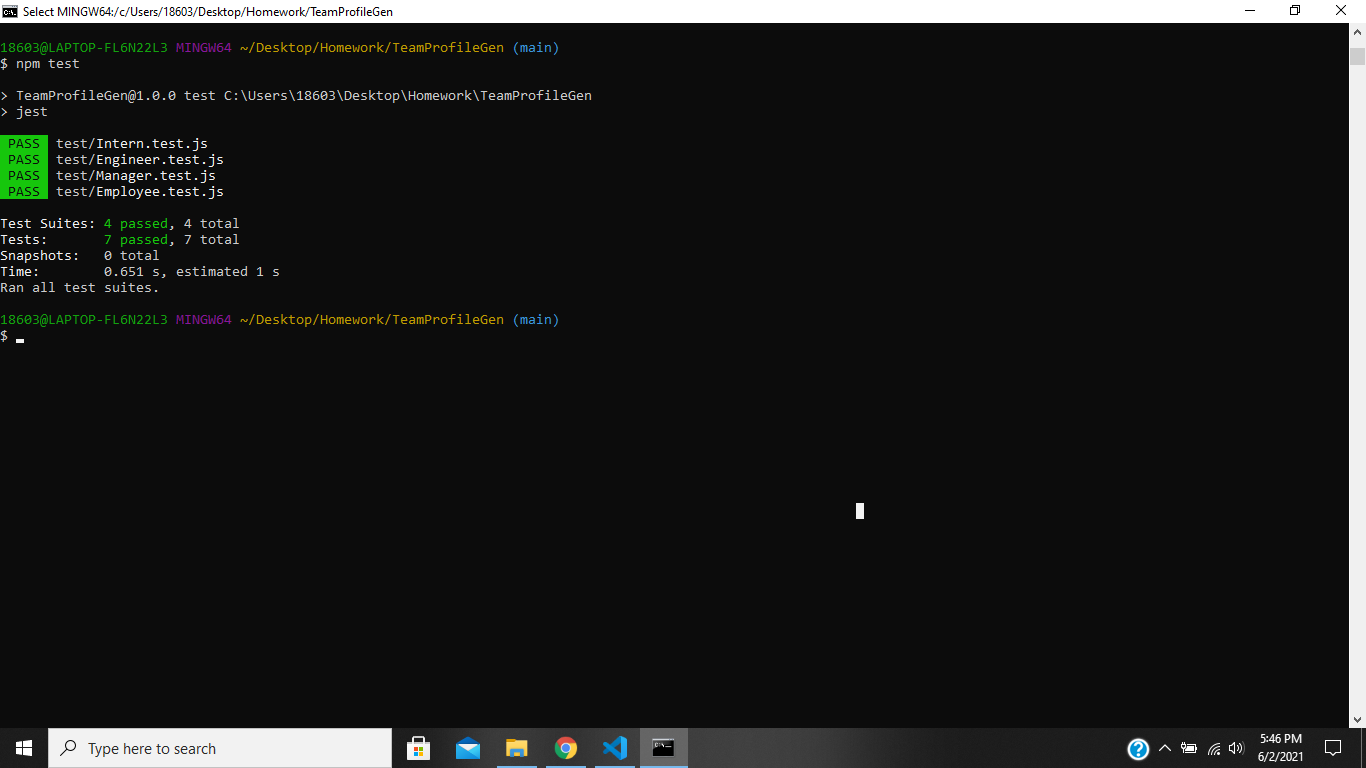 Select MINGW64:/c/Users/18603/Desktop/Homework/TeamProfileGen
18603@LAPTOP-FL6N22L3 MINGW64 ~/Desktop/Homework/TeamProfileGen (main)
$ npm test
> TeamProfileGen@1.0.0 test C:\Users\18603\Desktop\Homework\TeamProfileGen
> jest
PASS test/Intern.test.js
PASS test/Engineer.test.js
PASS test/Manager.test.js
PASS test/Employee.test.js
Test Suites: 4 passed, 4 total
Tests:       7 passed, 7 total
Snapshots:   0 total
Time:        0.651 s, estimated 1 s
Ran all test suites.
18603@LAPTOP-FL6N22L3 MINGW64 ~/Desktop/Homework/TeamProfileGen (main)
$
Type here to search
5:46 PM
6/2/2021